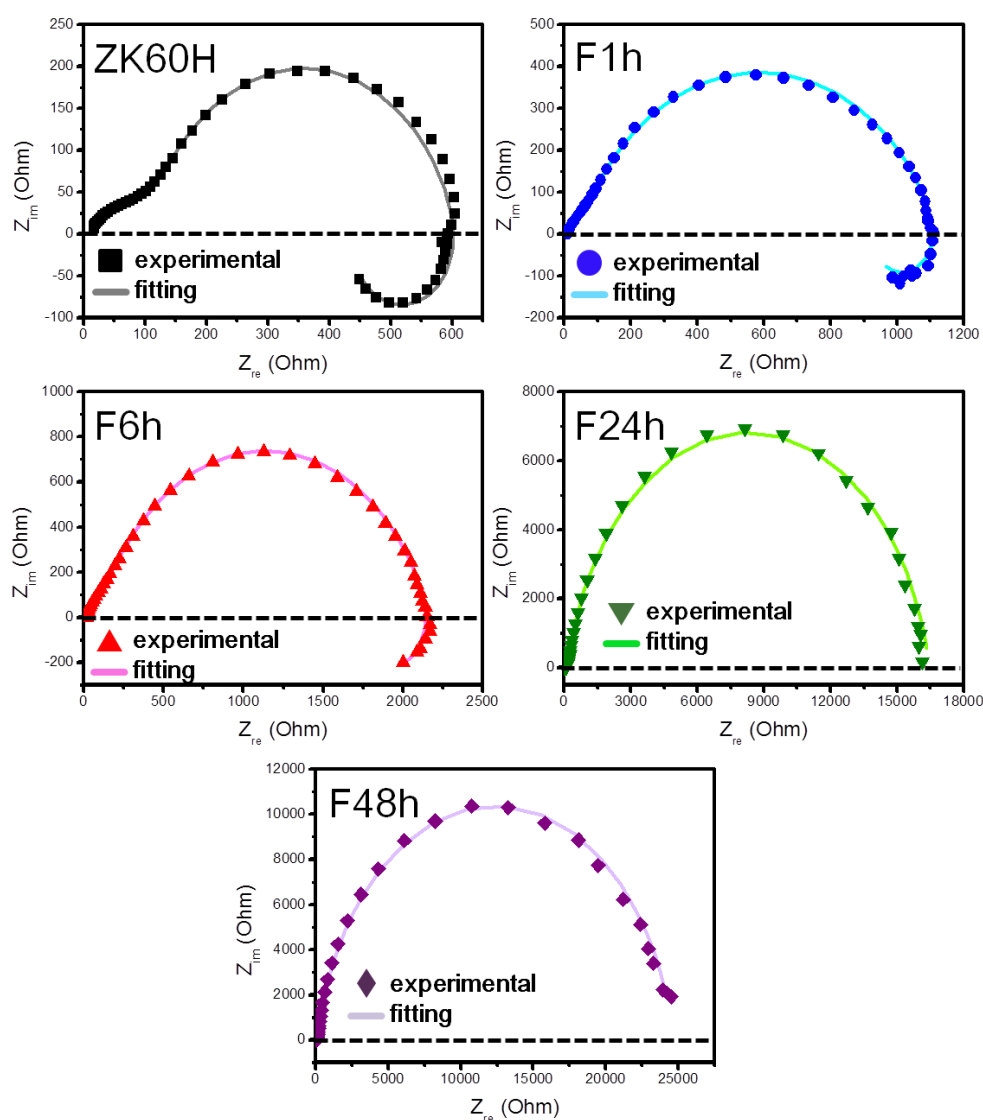 ZK60H
250
200
150
100
50
0
-50
-100
Z_im (Ohm)
experimental
fitting
0 100 200 300 400 500 600
Z_re (Ohm)
F1h
500
400
300
200
100
0
-100
-200
Z_im (Ohm)
experimental
fitting
0 200 400 600 800 1000 1200
Z_re (Ohm)
F6h
1000
800
600
400
200
0
-200
Z_im (Ohm)
experimental
fitting
0 500 1000 1500 2000 2500
Z_re (Ohm)
F24h
8000
6000
4000
2000
0
Z_im (Ohm)
experimental
fitting
0 3000 6000 9000 12000 15000 18000
Z_re (Ohm)
F48h
12000
10000
8000
6000
4000
2000
0
Z_im (Ohm)
experimental
fitting
0 5000 10000 15000 20000 25000
Z_re (Ohm)